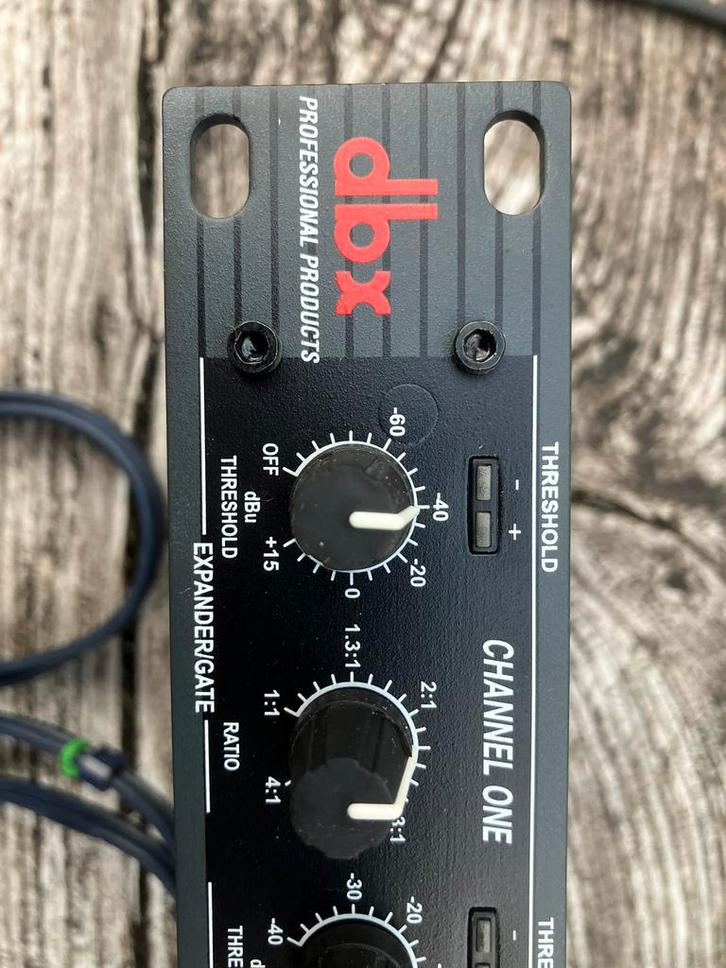 dbx
PROFESSIONAL PRODUCTS
THRESHOLD
- +
-60
-40
-20
OFF
+15
0
dBu
THRESHOLD
EXPANDER/GATE
CHANNEL ONE
1.3:1
2:1
1:1
4:1
3:1
RATIO
-
-30
-20
-40